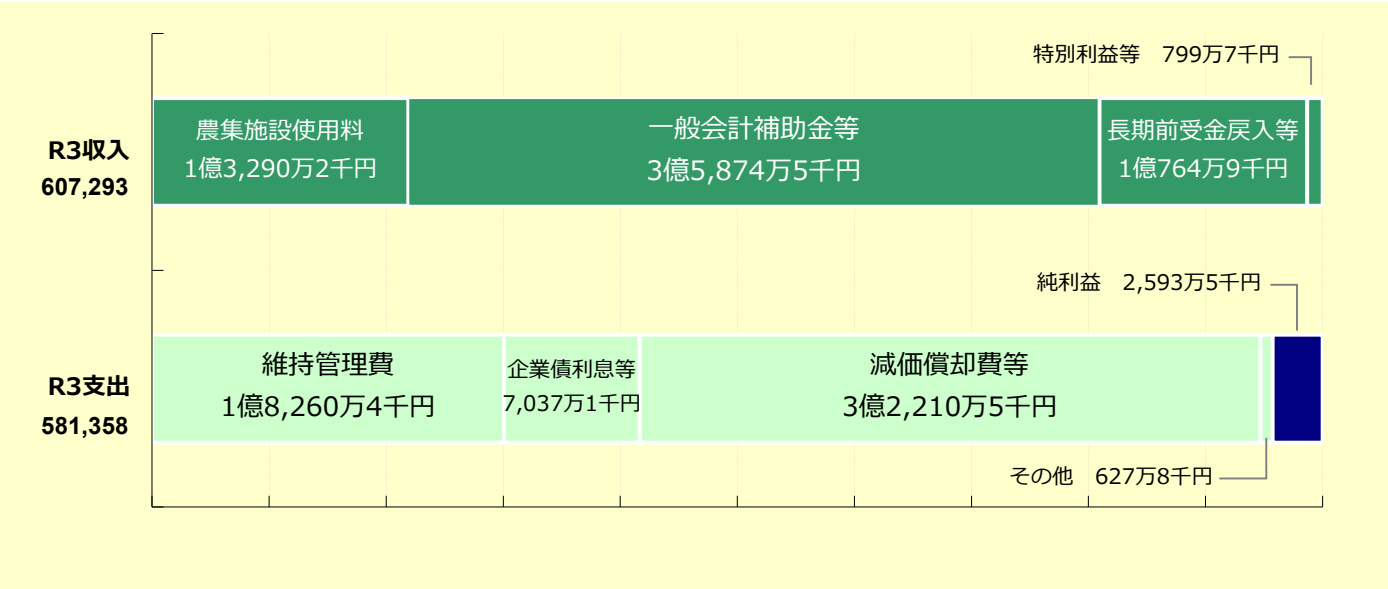 特別利益等　799万7千円
R3収入
607,293
農集施設使用料
1億3,290万2千円
一般会計補助金等
3億5,874万5千円
長期前受金戻入等
1億764万9千円
純利益　2,593万5千円
R3支出
581,358
維持管理費
1億8,260万4千円
企業債利息等
7,037万1千円
減価償却費等
3億2,210万5千円
その他　627万8千円